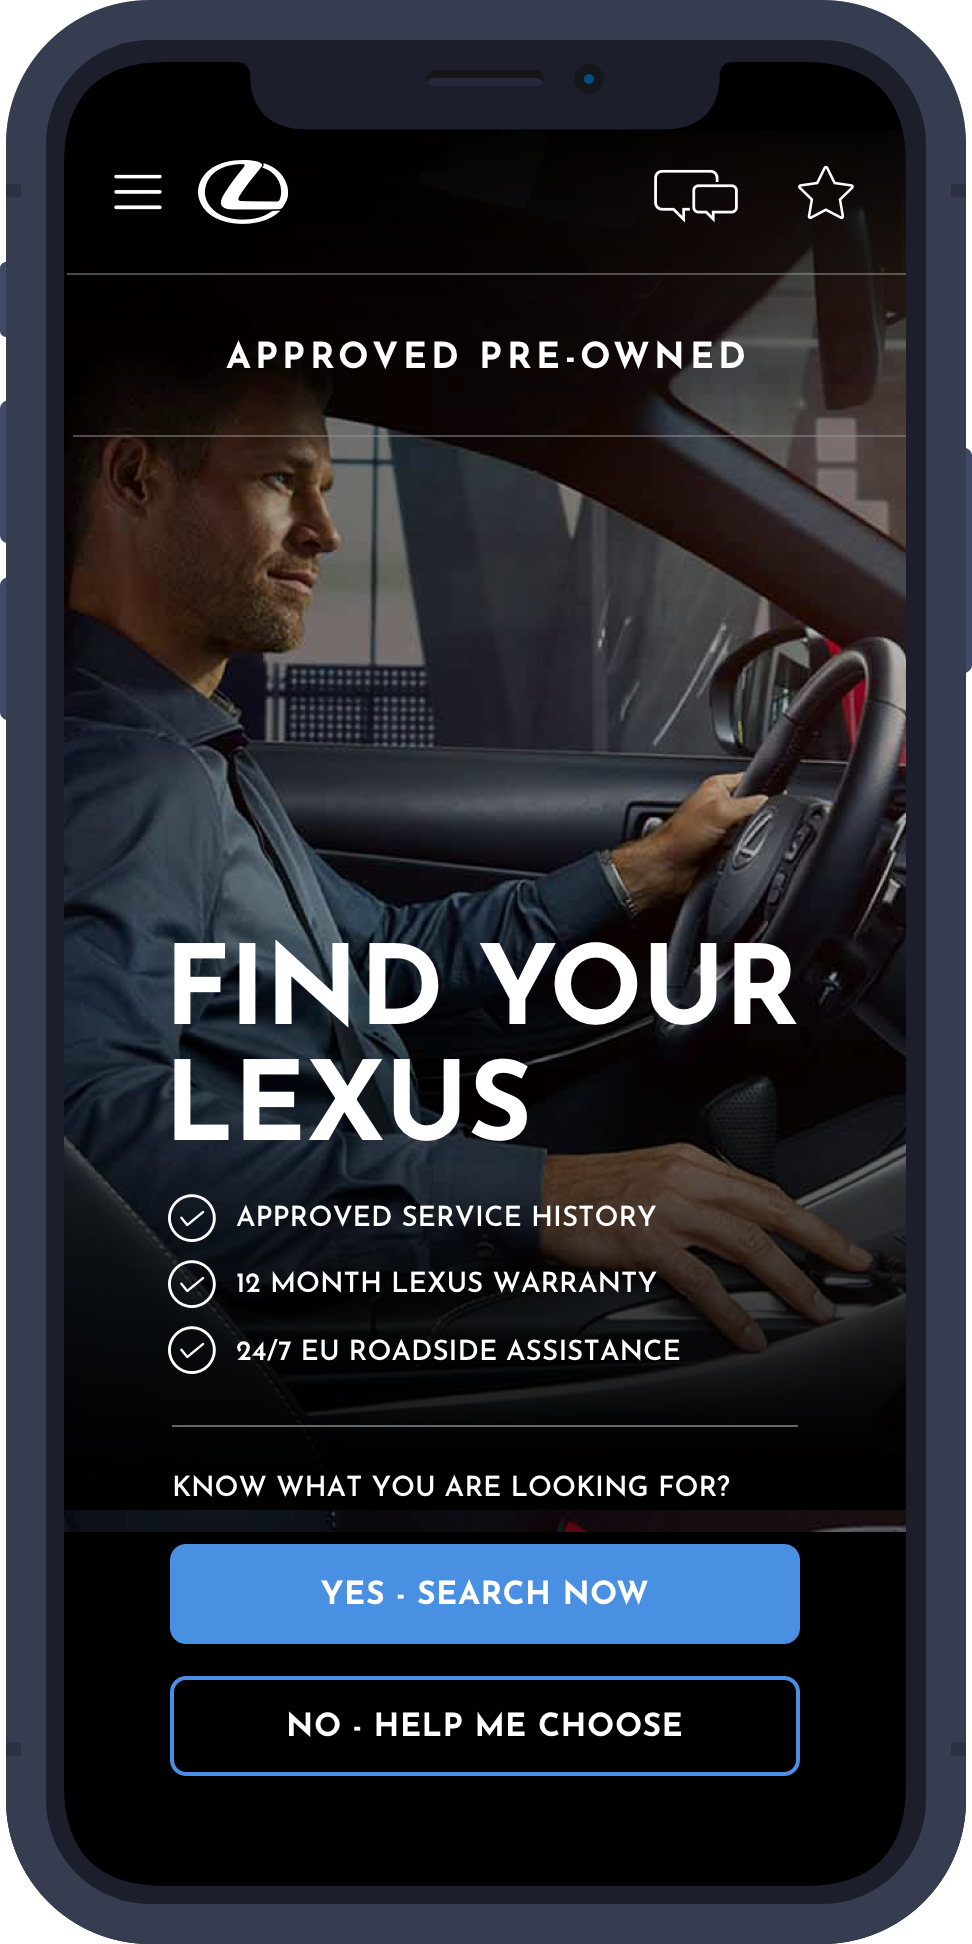 APPROVED PRE-OWNED
FIND YOUR
LEXUS
APPROVED SERVICE HISTORY
12 MONTH LEXUS WARRANTY
24/7 EU ROADSIDE ASSISTANCE
KNOW WHAT YOU ARE LOOKING FOR?
YES - SEARCH NOW
NO - HELP ME CHOOSE